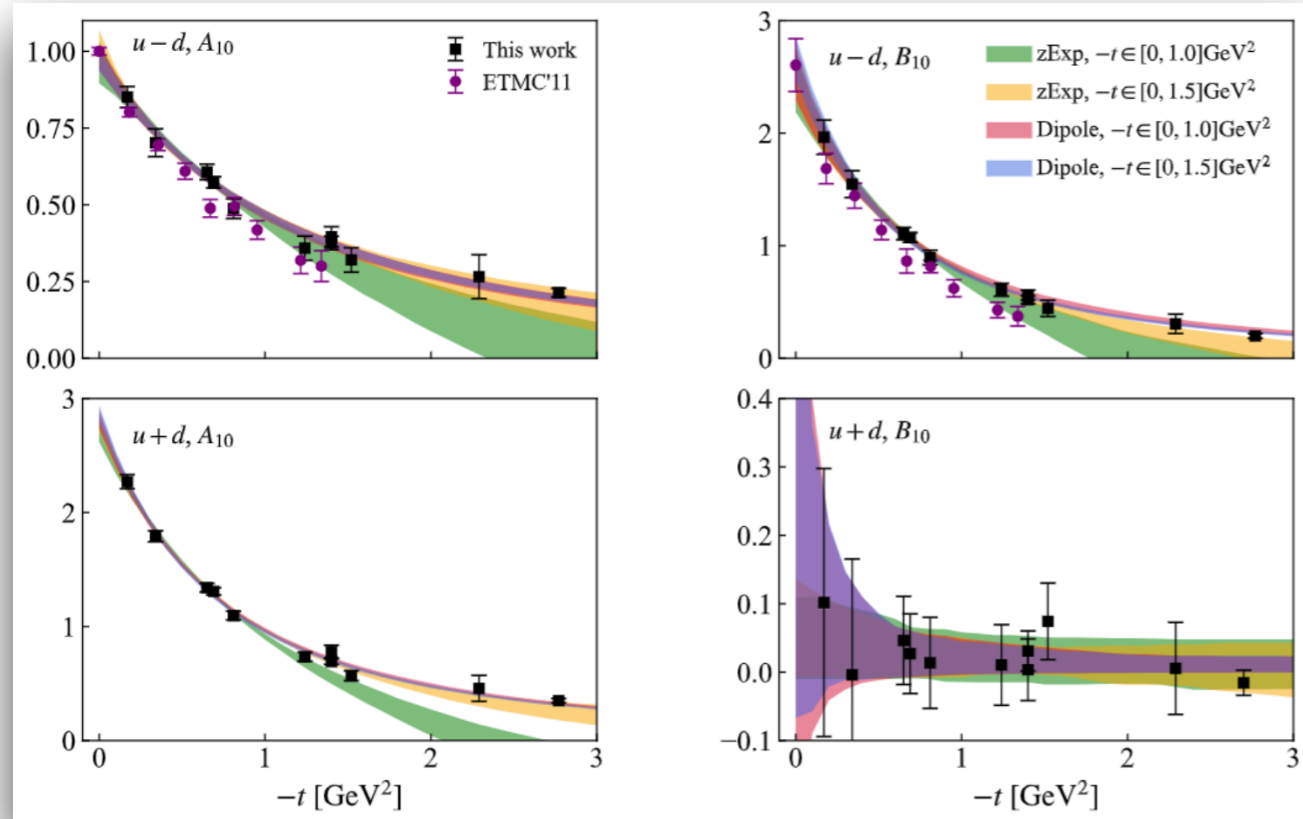 u − d, A₁₀
This work
ETMC'11
1.00
0.75
0.50
0.25
0.00
u − d, B₁₀
zExp, −t∈[0, 1.0]GeV²
zExp, −t∈[0, 1.5]GeV²
Dipole, −t∈[0, 1.0]GeV²
Dipole, −t∈[0, 1.5]GeV²
3
2
1
0
u + d, A₁₀
3
2
1
0
0 1 2 3
−t [GeV²]
u + d, B₁₀
0.4
0.3
0.2
0.1
0.0
−0.1
0 1 2 3
−t [GeV²]